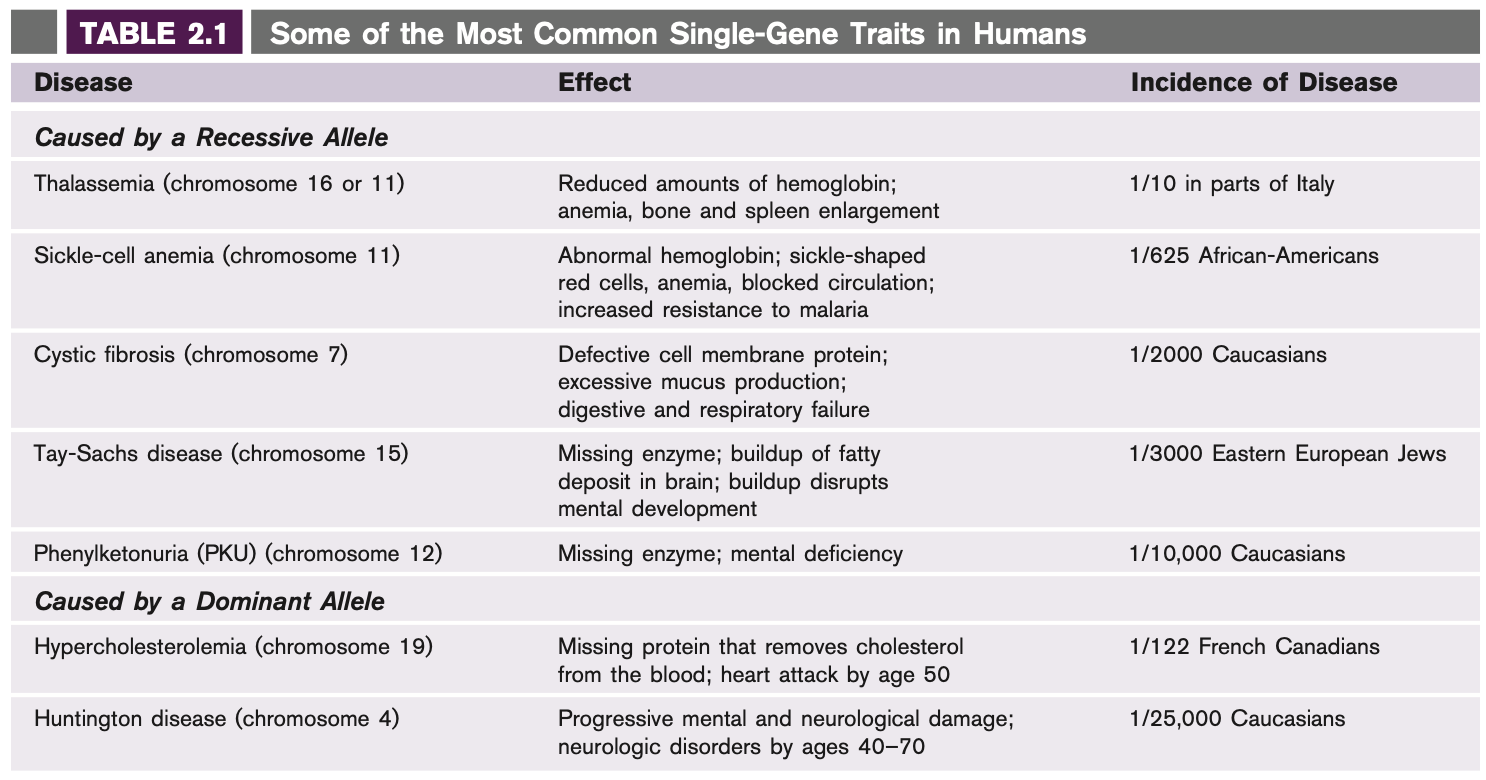 TABLE 2.1 Some of the Most Common Single-Gene Traits in Humans
Disease Effect Incidence of Disease
Caused by a Recessive Allele
Thalassemia (chromosome 16 or 11) Reduced amounts of hemoglobin; 1/10 in parts of Italy
anemia, bone and spleen enlargement
Sickle-cell anemia (chromosome 11) Abnormal hemoglobin; sickle-shaped 1/625 African-Americans
red cells, anemia, blocked circulation;
increased resistance to malaria
Cystic fibrosis (chromosome 7) Defective cell membrane protein; 1/2000 Caucasians
excessive mucus production;
digestive and respiratory failure
Tay-Sachs disease (chromosome 15) Missing enzyme; buildup of fatty 1/3000 Eastern European Jews
deposit in brain; buildup disrupts
mental development
Phenylketonuria (PKU) (chromosome 12) Missing enzyme; mental deficiency 1/10,000 Caucasians
Caused by a Dominant Allele
Hypercholesterolemia (chromosome 19) Missing protein that removes cholesterol 1/122 French Canadians
from the blood; heart attack by age 50
Huntington disease (chromosome 4) Progressive mental and neurological damage; 1/25,000 Caucasians
neurologic disorders by ages 40–70